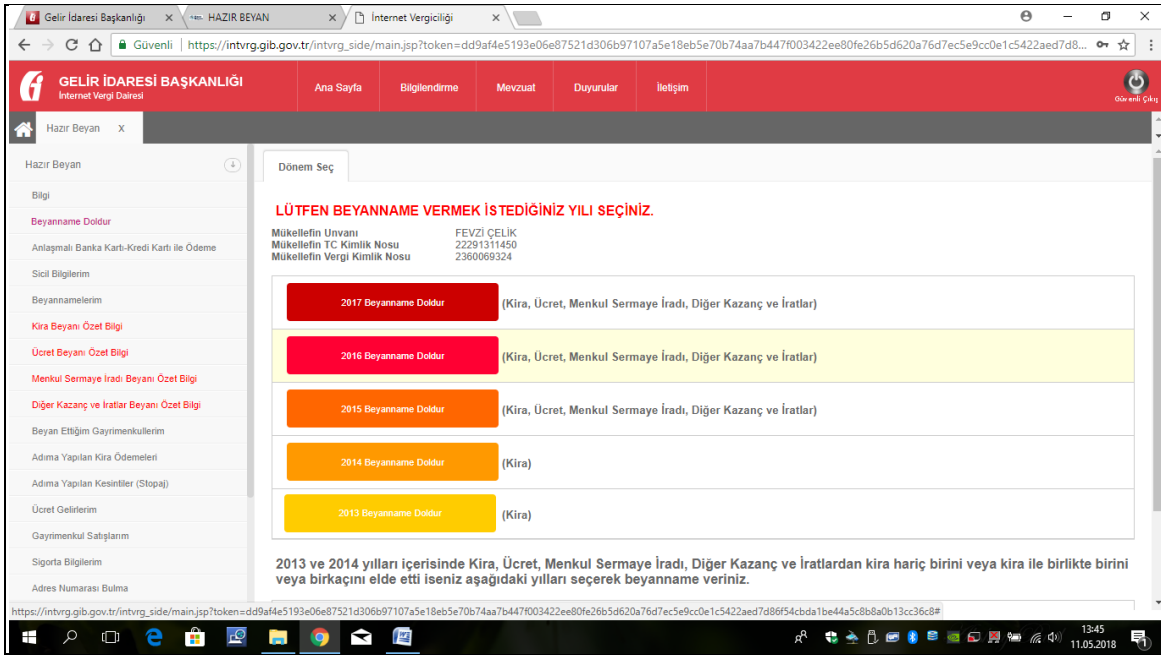 Gelir İdaresi Başkanlığı
HAZIR BEYAN
İnternet Vergiciliği
Güvenli
https://intvrg.gib.gov.tr/intvrg_side/main.jsp?token=dd9af4e5193e06e87521d306b97107a5e18eb5e70b74aa7b447f003422ee80fe26b5d620a76d7ec5e9cc0e1c5422aed7d8...
GELİR İDARESİ BAŞKANLIĞI
İnternet Vergi Dairesi
Ana Sayfa
Bilgilendirme
Mevzuat
Duyurular
İletişim
Güvenli Çıkış
Hazır Beyan X
Hazır Beyan
Bilgi
Beyanname Doldur
Anlaşmalı Banka Kartı-Kredi Kartı ile Ödeme
Sicil Bilgilerim
Beyannamelerim
Kira Beyanı Özet Bilgi
Ücret Beyanı Özet Bilgi
Menkul Sermaye İradı Beyanı Özet Bilgi
Diğer Kazanç ve İratlar Beyanı Özet Bilgi
Beyan Ettiğim Gayrimenkullerim
Adıma Yapılan Kira Ödemeleri
Adıma Yapılan Kesintiler (Stopaj)
Ücret Gelirlerim
Gayrimenkul Satışlarım
Sigorta Bilgilerim
Adres Numarası Bulma
Dönem Seç
LÜTFEN BEYANNAME VERMEK İSTEDİĞİNİZ YILI SEÇİNİZ.
Mükellefin Unvanı FEVZİ ÇELİK
Mükellefin TC Kimlik Nosu 22291311450
Mükellefin Vergi Kimlik Nosu 2360069324
2017 Beyanname Doldur (Kira, Ücret, Menkul Sermaye İradı, Diğer Kazanç ve İratlar)
2016 Beyanname Doldur (Kira, Ücret, Menkul Sermaye İradı, Diğer Kazanç ve İratlar)
2015 Beyanname Doldur (Kira, Ücret, Menkul Sermaye İradı, Diğer Kazanç ve İratlar)
2014 Beyanname Doldur (Kira)
2013 Beyanname Doldur (Kira)
2013 ve 2014 yılları içerisinde Kira, Ücret, Menkul Sermaye İradı, Diğer Kazanç ve İratlardan kira hariç birini veya kira ile birlikte birini
veya birkaçını elde etti iseniz aşağıdaki yılları seçerek beyanname veriniz.
https://intvrg.gib.gov.tr/intvrg_side/main.jsp?token=dd9af4e5193e06e87521d306b97107a5e18eb5e70b74aa7b447f003422ee80fe26b5d620a76d7ec5e9cc0e1c5422aed7d86f54cbda1be44a5c8b8a0b13cc36c8#
13:45
11.05.2018